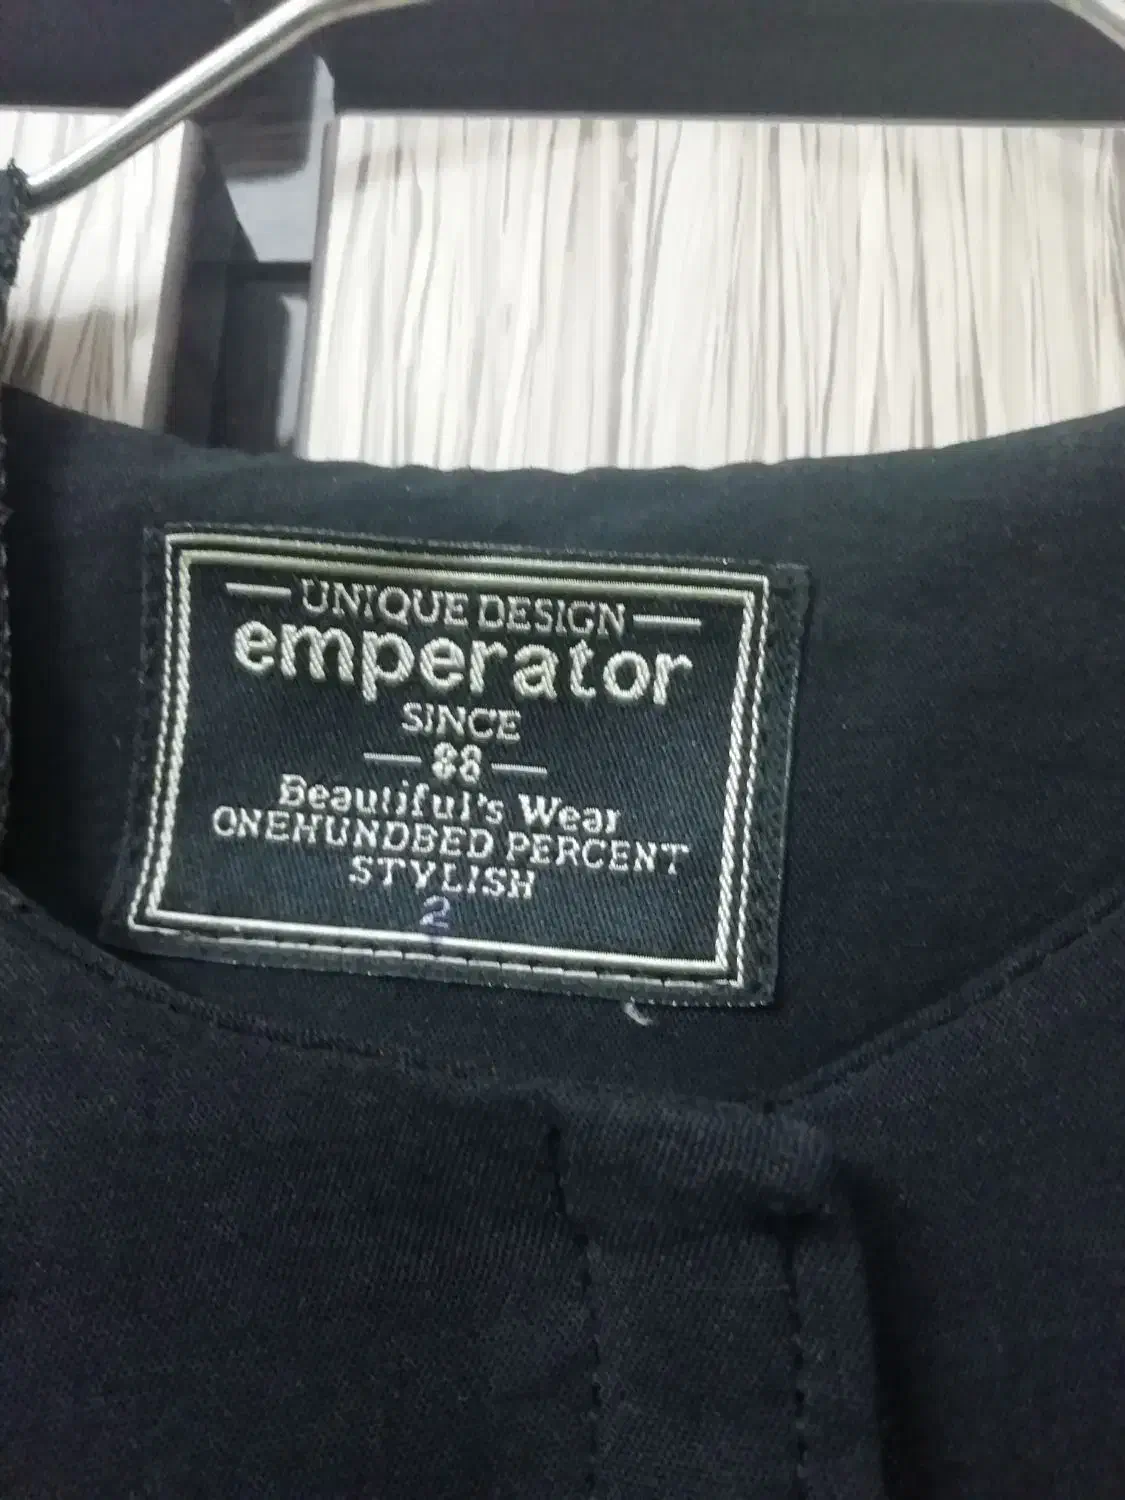 UNIQUE DESIGN
emperator
SINCE
88
Beautiful's Wear
ONEHUNDBED PERCENT
STYLISH
2